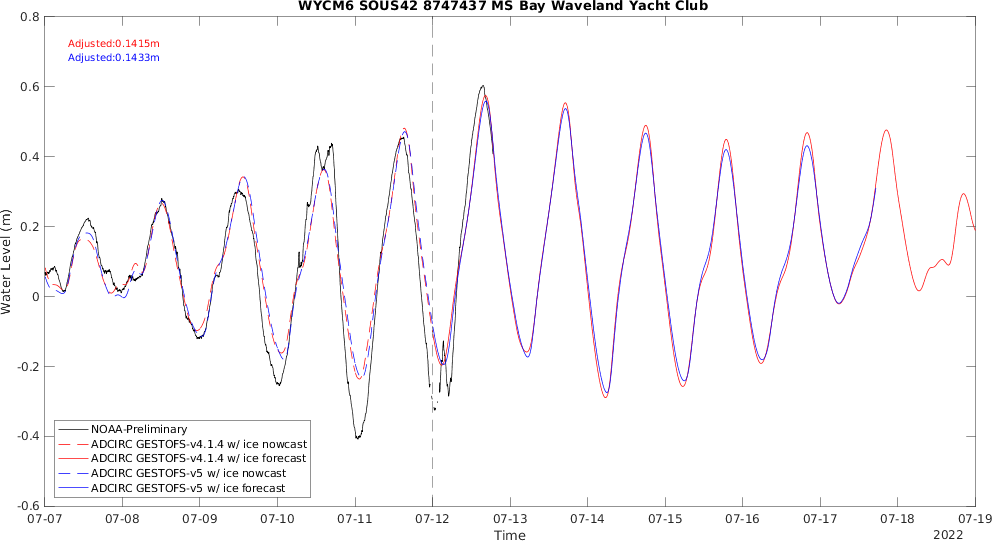 WYCM6 SOUS42 8747437 MS Bay Waveland Yacht Club
Adjusted:0.1415m
Adjusted:0.1433m
Water Level (m)
0.8
0.6
0.4
0.2
0
-0.2
-0.4
-0.6
NOAA-Preliminary
ADCIRC GESTOFS-v4.1.4 w/ ice nowcast
ADCIRC GESTOFS-v4.1.4 w/ ice forecast
ADCIRC GESTOFS-v5 w/ ice nowcast
ADCIRC GESTOFS-v5 w/ ice forecast
07-07 07-08 07-09 07-10 07-11 07-12 07-13 07-14 07-15 07-16 07-17 07-18 07-19
Time
2022